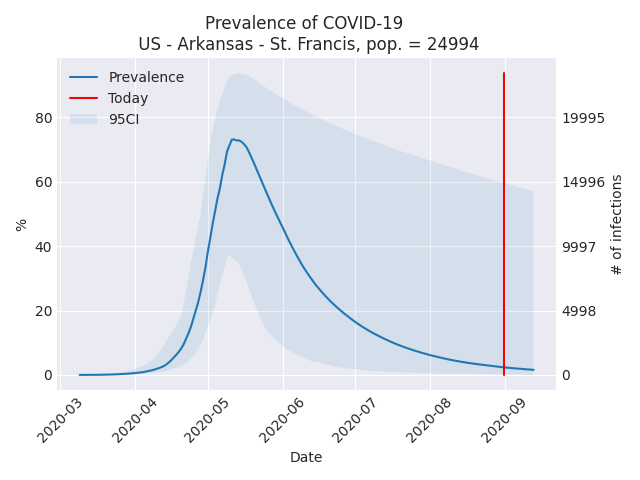 Prevalence of COVID-19
US - Arkansas - St. Francis, pop. = 24994
Prevalence
Today
95CI
80
60
40
20
0
%
19995
14996
9997
4998
0
# of infections
2020-03
2020-04
2020-05
2020-06
2020-07
2020-08
2020-09
Date